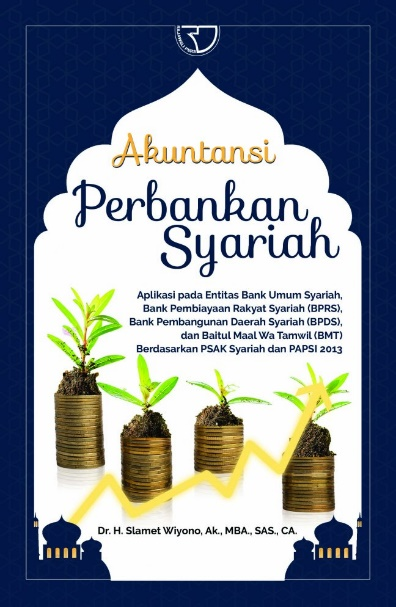 Akuntansi
Perbankan
Syariah
Aplikasi pada Entitas Bank Umum Syariah,
Bank Pembiayaan Rakyat Syariah (BPRS),
Bank Pembangunan Daerah Syariah (BPDS),
dan Baitul Maal Wa Tamwil (BMT)
Berdasarkan PSAK Syariah dan PAPSI 2013
Dr. H. Slamet Wiyono, Ak., MBA., SAS., CA.